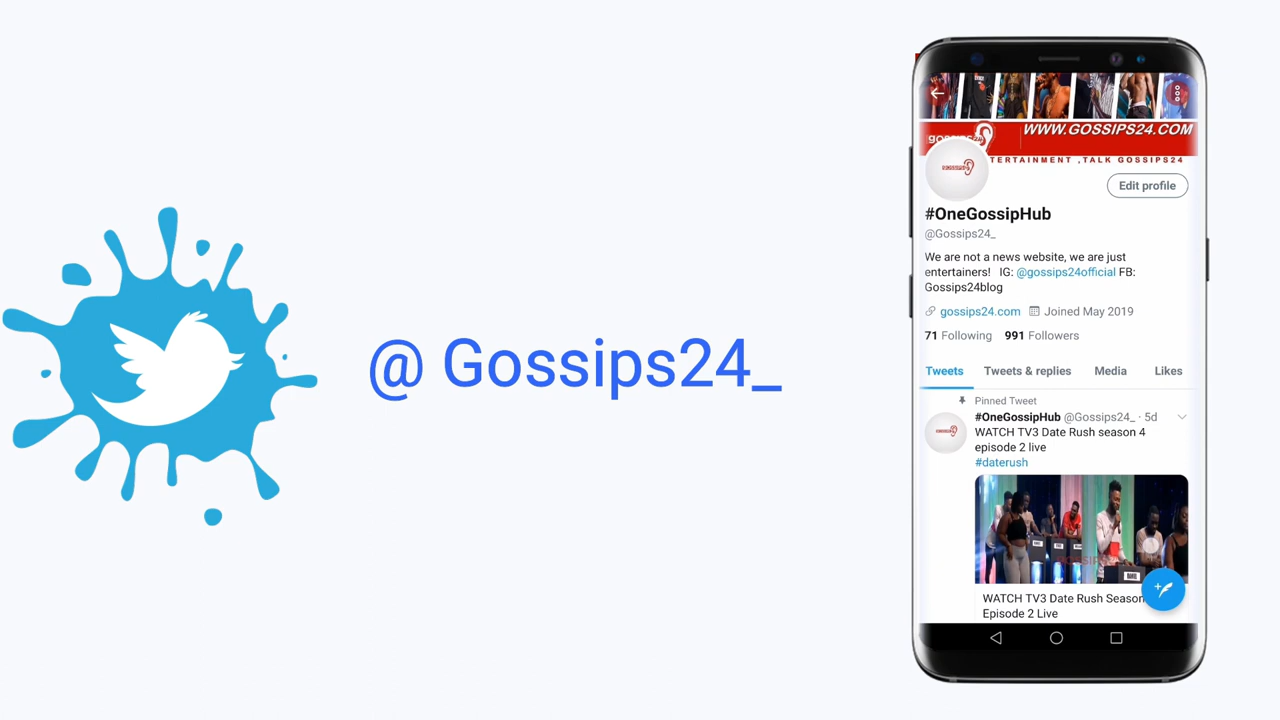 @ Gossips24_
WWW.GOSSIPS24.COM
TERTAINMENT ,TALK GOSSIPS24
Edit profile
#OneGossipHub
@Gossips24_
We are not a news website, we are just
entertainers! IG: @gossips24official FB:
Gossips24blog
gossips24.com Joined May 2019
71 Following 991 Followers
Tweets Tweets & replies Media Likes
Pinned Tweet
#OneGossipHub @Gossips24_ · 5d
WATCH TV3 Date Rush season 4
episode 2 live
#daterush
WATCH TV3 Date Rush Season
Episode 2 Live